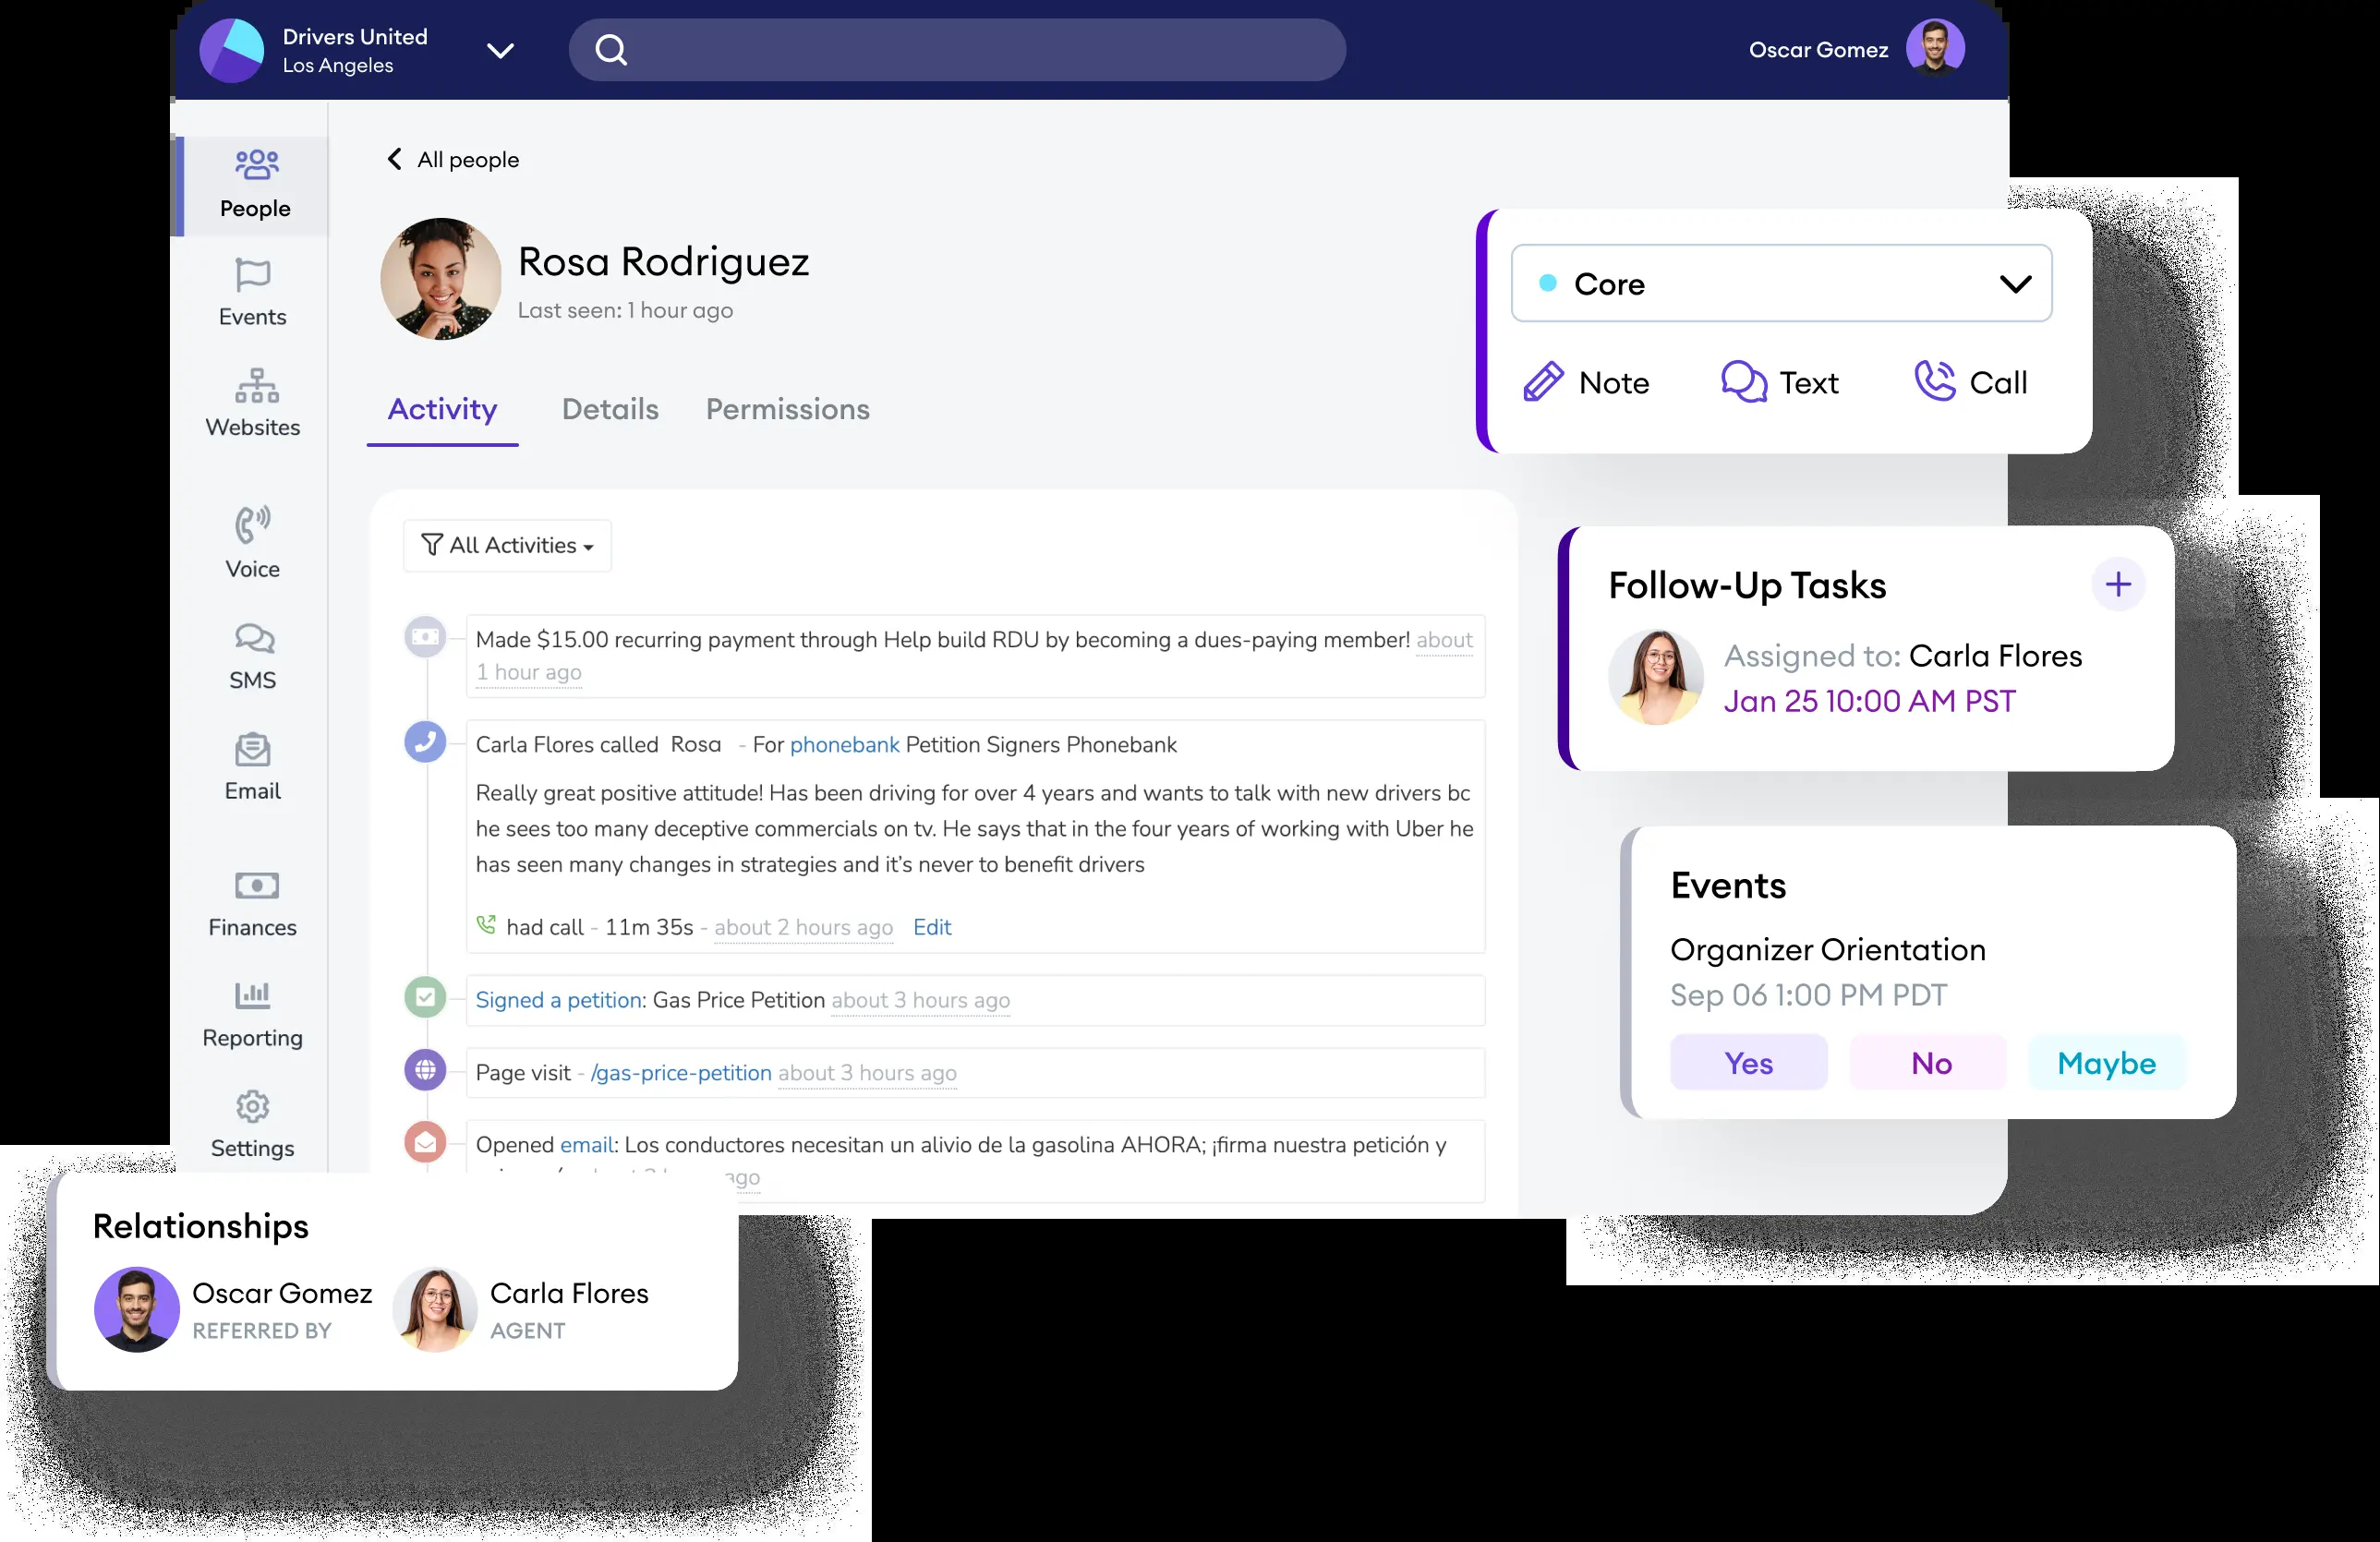 Drivers United
Los Angeles
Oscar Gomez
People
Events
Websites
Voice
SMS
Email
Finances
Reporting
Settings
All people
Rosa Rodriguez
Last seen: 1 hour ago
Activity Details Permissions
All Activities
Made $15.00 recurring payment through Help build RDU by becoming a dues-paying member! about
1 hour ago
Carla Flores called Rosa - For phonebank Petition Signers Phonebank
Really great positive attitude! Has been driving for over 4 years and wants to talk with new drivers bc
he sees too many deceptive commercials on tv. He says that in the four years of working with Uber he
has seen many changes in strategies and it's never to benefit drivers
had call - 11m 35s - about 2 hours ago Edit
Signed a petition: Gas Price Petition about 3 hours ago
Page visit - /gas-price-petition about 3 hours ago
Opened email: Los conductores necesitan un alivio de la gasolina AHORA; ¡firma nuestra petición y
ago
Core
Note Text Call
Follow-Up Tasks
Assigned to: Carla Flores
Jan 25 10:00 AM PST
Events
Organizer Orientation
Sep 06 1:00 PM PDT
Yes No Maybe
Relationships
Oscar Gomez
REFERRED BY
Carla Flores
AGENT